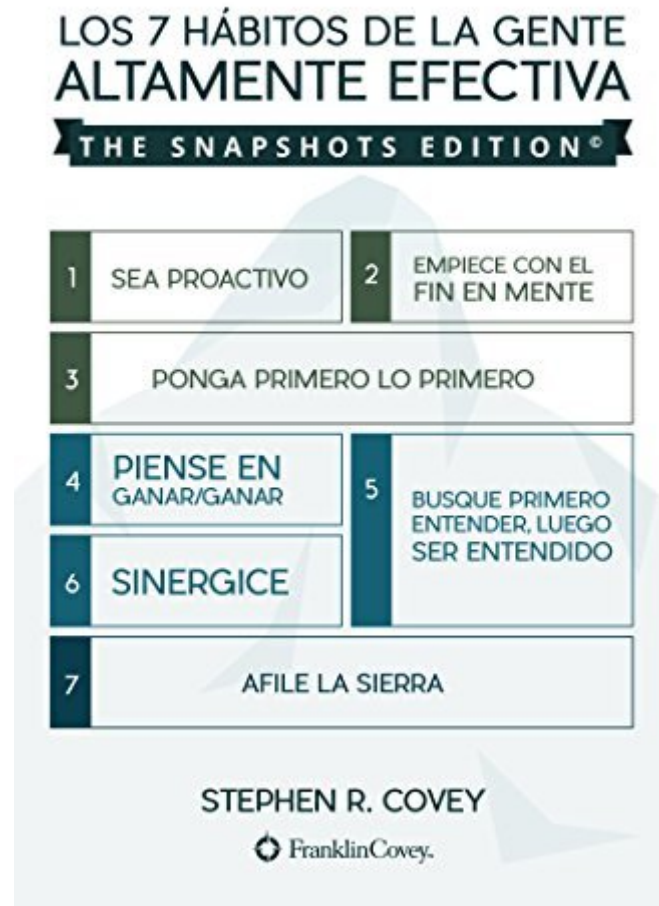 LOS 7 HÁBITOS DE LA GENTE
ALTAMENTE EFECTIVA
THE SNAPSHOTS EDITION©
1 SEA PROACTIVO
2 EMPIECE CON EL
FIN EN MENTE
3 PONGA PRIMERO LO PRIMERO
4 PIENSE EN
GANAR/GANAR
5 BUSQUE PRIMERO
ENTENDER, LUEGO
SER ENTENDIDO
6 SINERGICE
7 AFILE LA SIERRA
STEPHEN R. COVEY
FranklinCovey.